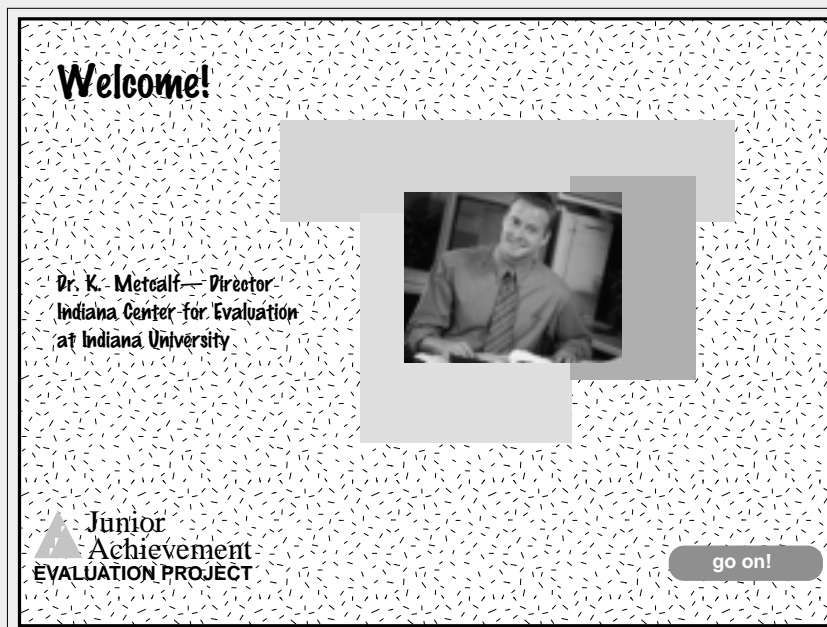 Welcome!
Dr. K. Metcalf— Director
Indiana Center for Evaluation
at Indiana University
Junior
Achievement
EVALUATION PROJECT
go on!